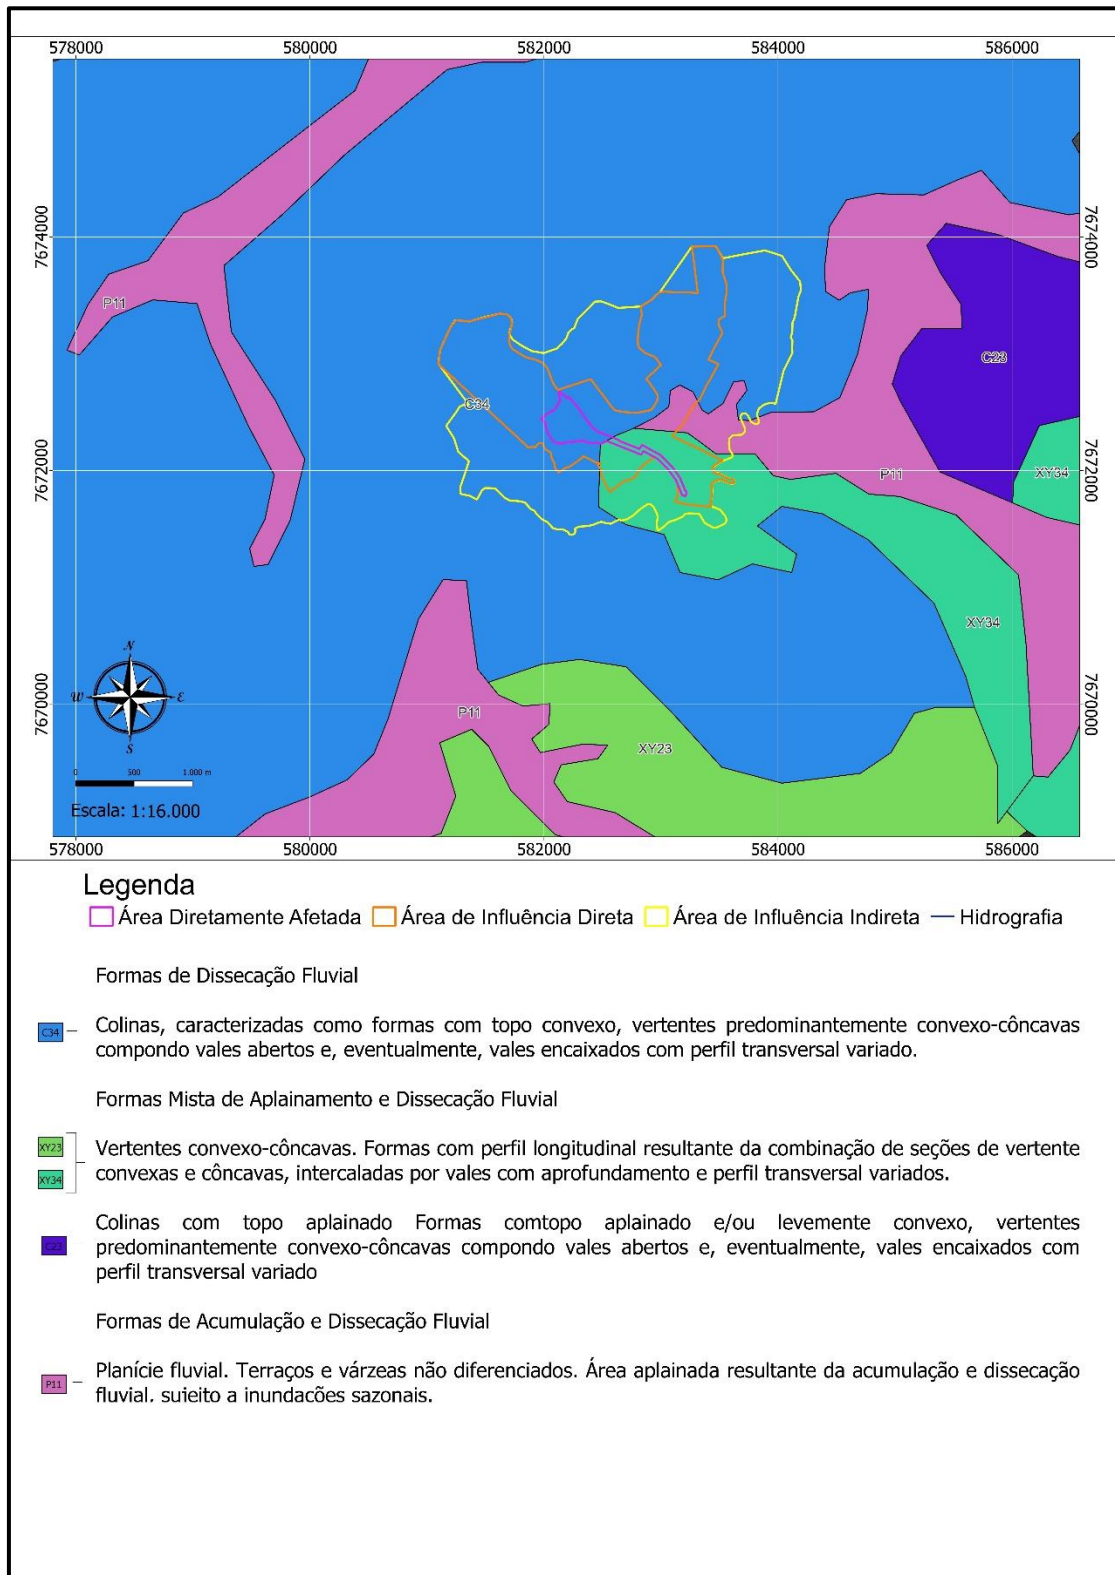 578000 580000 582000 584000 586000
7674000 7674000
P11
C23
C34
7672000 7672000
P11 XY34
XY34
N
W E
S
7670000 7670000
P11
XY23
0 500 1.000 m
Escala: 1:16.000
578000 580000 582000 584000 586000
Legenda
Área Diretamente Afetada Área de Influência Direta Área de Influência Indireta Hidrografia
Formas de Dissecação Fluvial
C34 Colinas, caracterizadas como formas com topo convexo, vertentes predominantemente convexo-côncavas
compondo vales abertos e, eventualmente, vales encaixados com perfil transversal variado.
Formas Mista de Aplainamento e Dissecação Fluvial
XY23 Vertentes convexo-côncavas. Formas com perfil longitudinal resultante da combinação de seções de vertente
XY34 convexas e côncavas, intercaladas por vales com aprofundamento e perfil transversal variados.
Colinas com topo aplainado Formas comtopo aplainado e/ou levemente convexo, vertentes
C23 predominantemente convexo-côncavas compondo vales abertos e, eventualmente, vales encaixados com
perfil transversal variado
Formas de Acumulação e Dissecação Fluvial
P11 Planície fluvial. Terraços e várzeas não diferenciados. Área aplainada resultante da acumulação e dissecação
fluvial. sujeito a inundações sazonais.